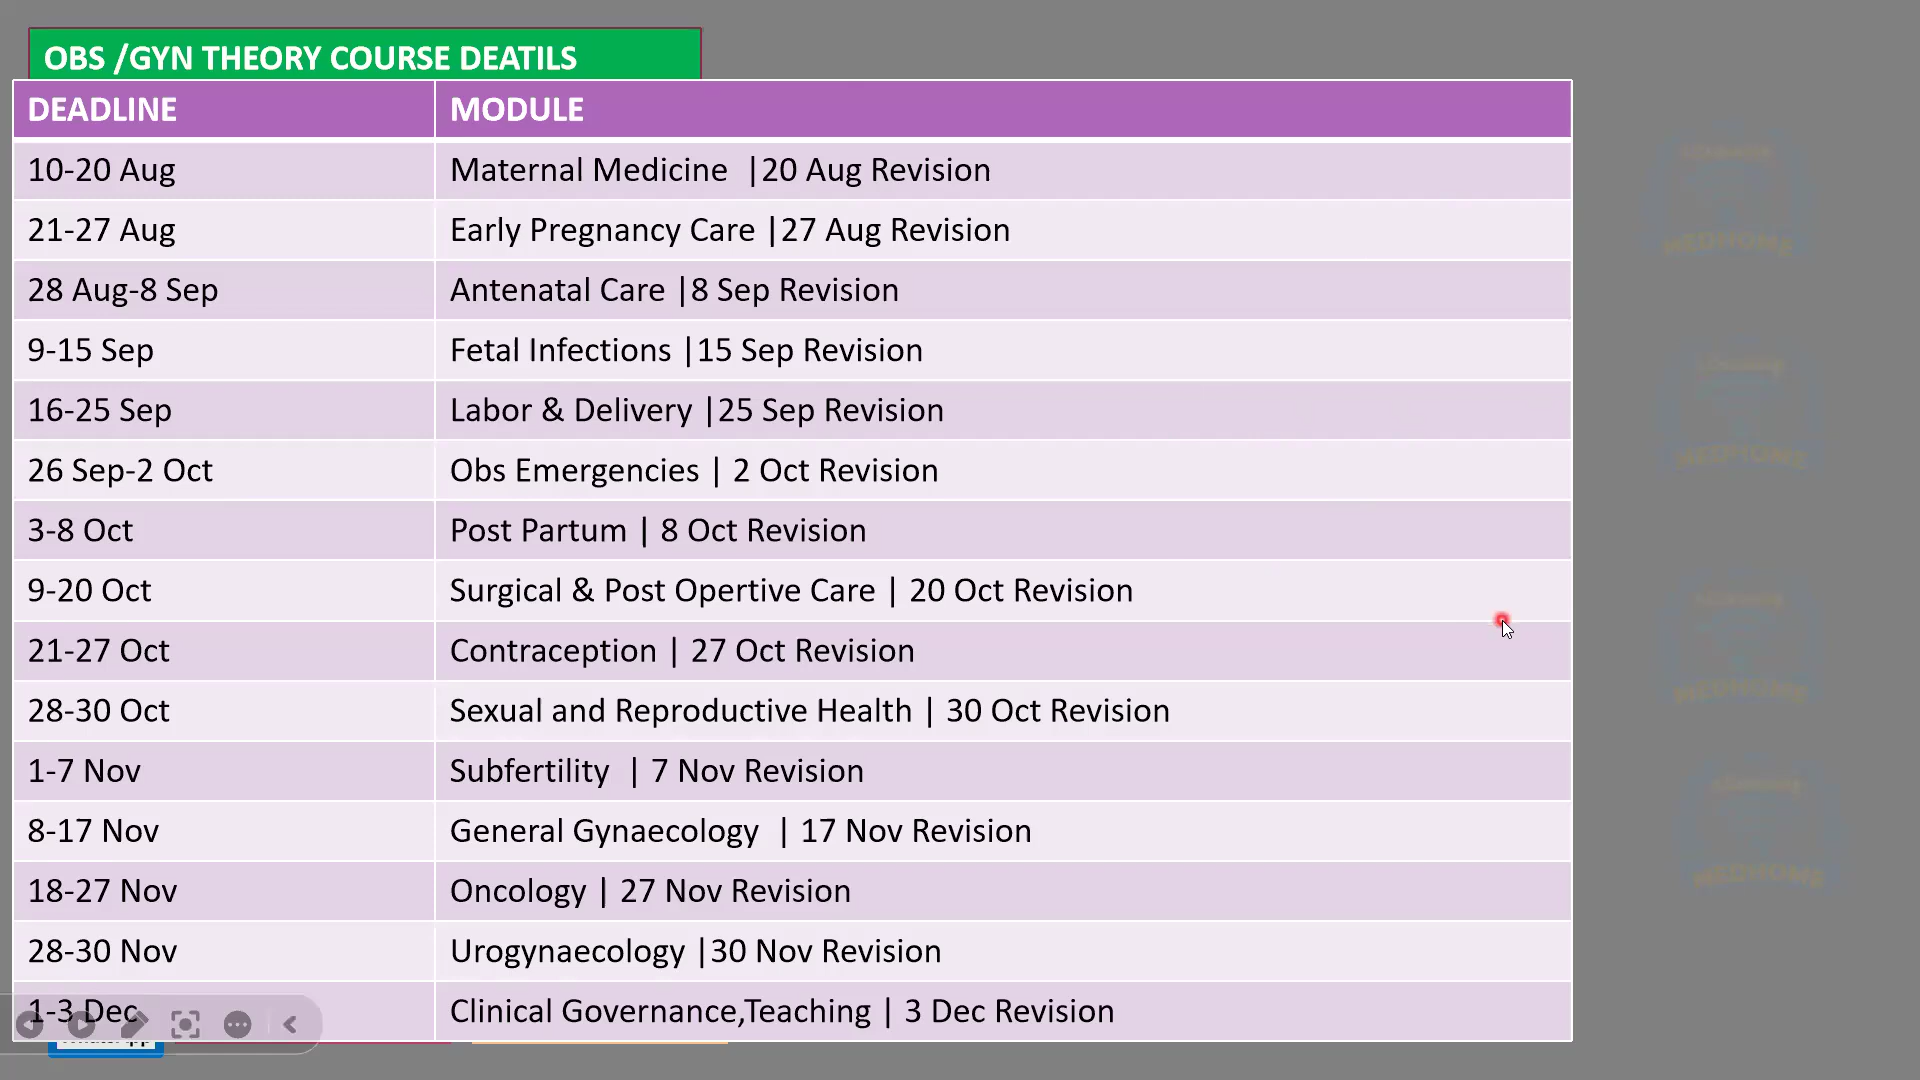 OBS /GYN THEORY COURSE DEATILS
DEADLINE MODULE
10-20 Aug Maternal Medicine |20 Aug Revision
21-27 Aug Early Pregnancy Care |27 Aug Revision
28 Aug-8 Sep Antenatal Care |8 Sep Revision
9-15 Sep Fetal Infections |15 Sep Revision
16-25 Sep Labor & Delivery |25 Sep Revision
26 Sep-2 Oct Obs Emergencies | 2 Oct Revision
3-8 Oct Post Partum | 8 Oct Revision
9-20 Oct Surgical & Post Opertive Care | 20 Oct Revision
21-27 Oct Contraception | 27 Oct Revision
28-30 Oct Sexual and Reproductive Health | 30 Oct Revision
1-7 Nov Subfertility | 7 Nov Revision
8-17 Nov General Gynaecology | 17 Nov Revision
18-27 Nov Oncology | 27 Nov Revision
28-30 Nov Urogynaecology |30 Nov Revision
1-3 Dec Clinical Governance,Teaching | 3 Dec Revision